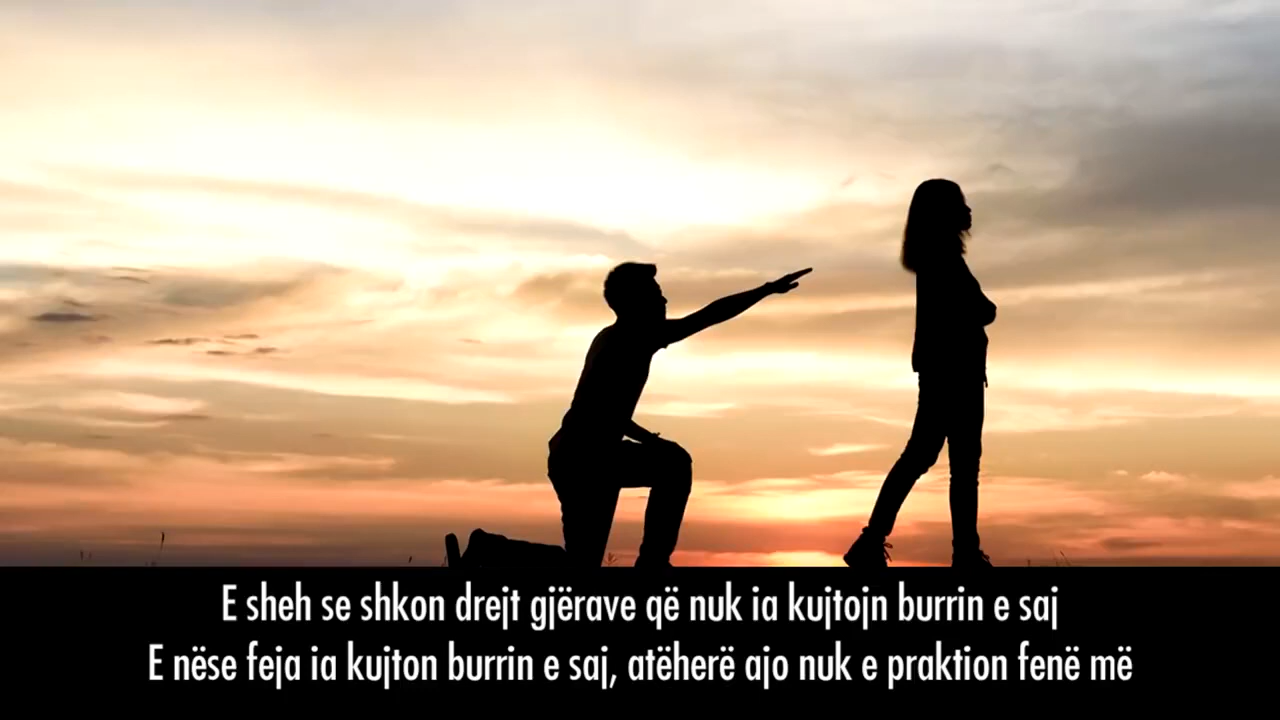 E sheh se shkon drejt gjërave që nuk ia kujtojn burrin e saj
E nëse feja ia kujton burrin e saj, atëherë ajo nuk e praktion fenë më